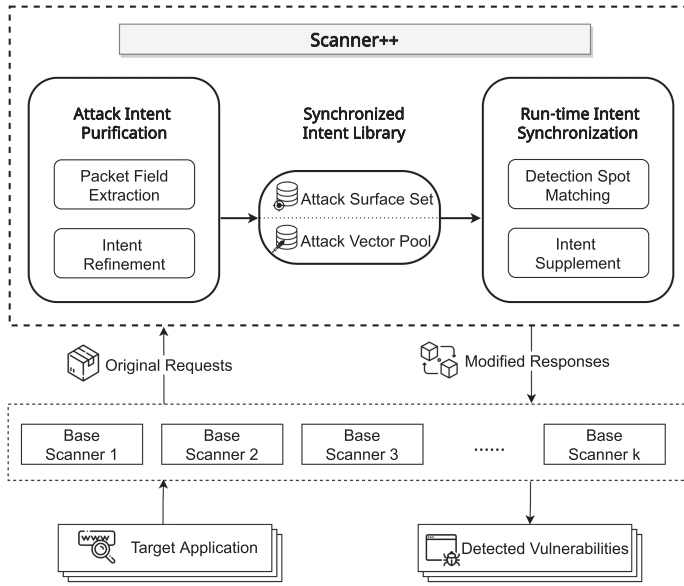 Scanner++
Attack Intent
Purification
Packet Field
Extraction
Intent
Refinement
Synchronized
Intent Library
Attack Surface Set
Attack Vector Pool
Run-time Intent
Synchronization
Detection Spot
Matching
Intent
Supplement
Original Requests
Modified Responses
Base
Scanner 1
Base
Scanner 2
Base
Scanner 3
......
Base
Scanner k
www
Target Application
Detected Vulnerabilities